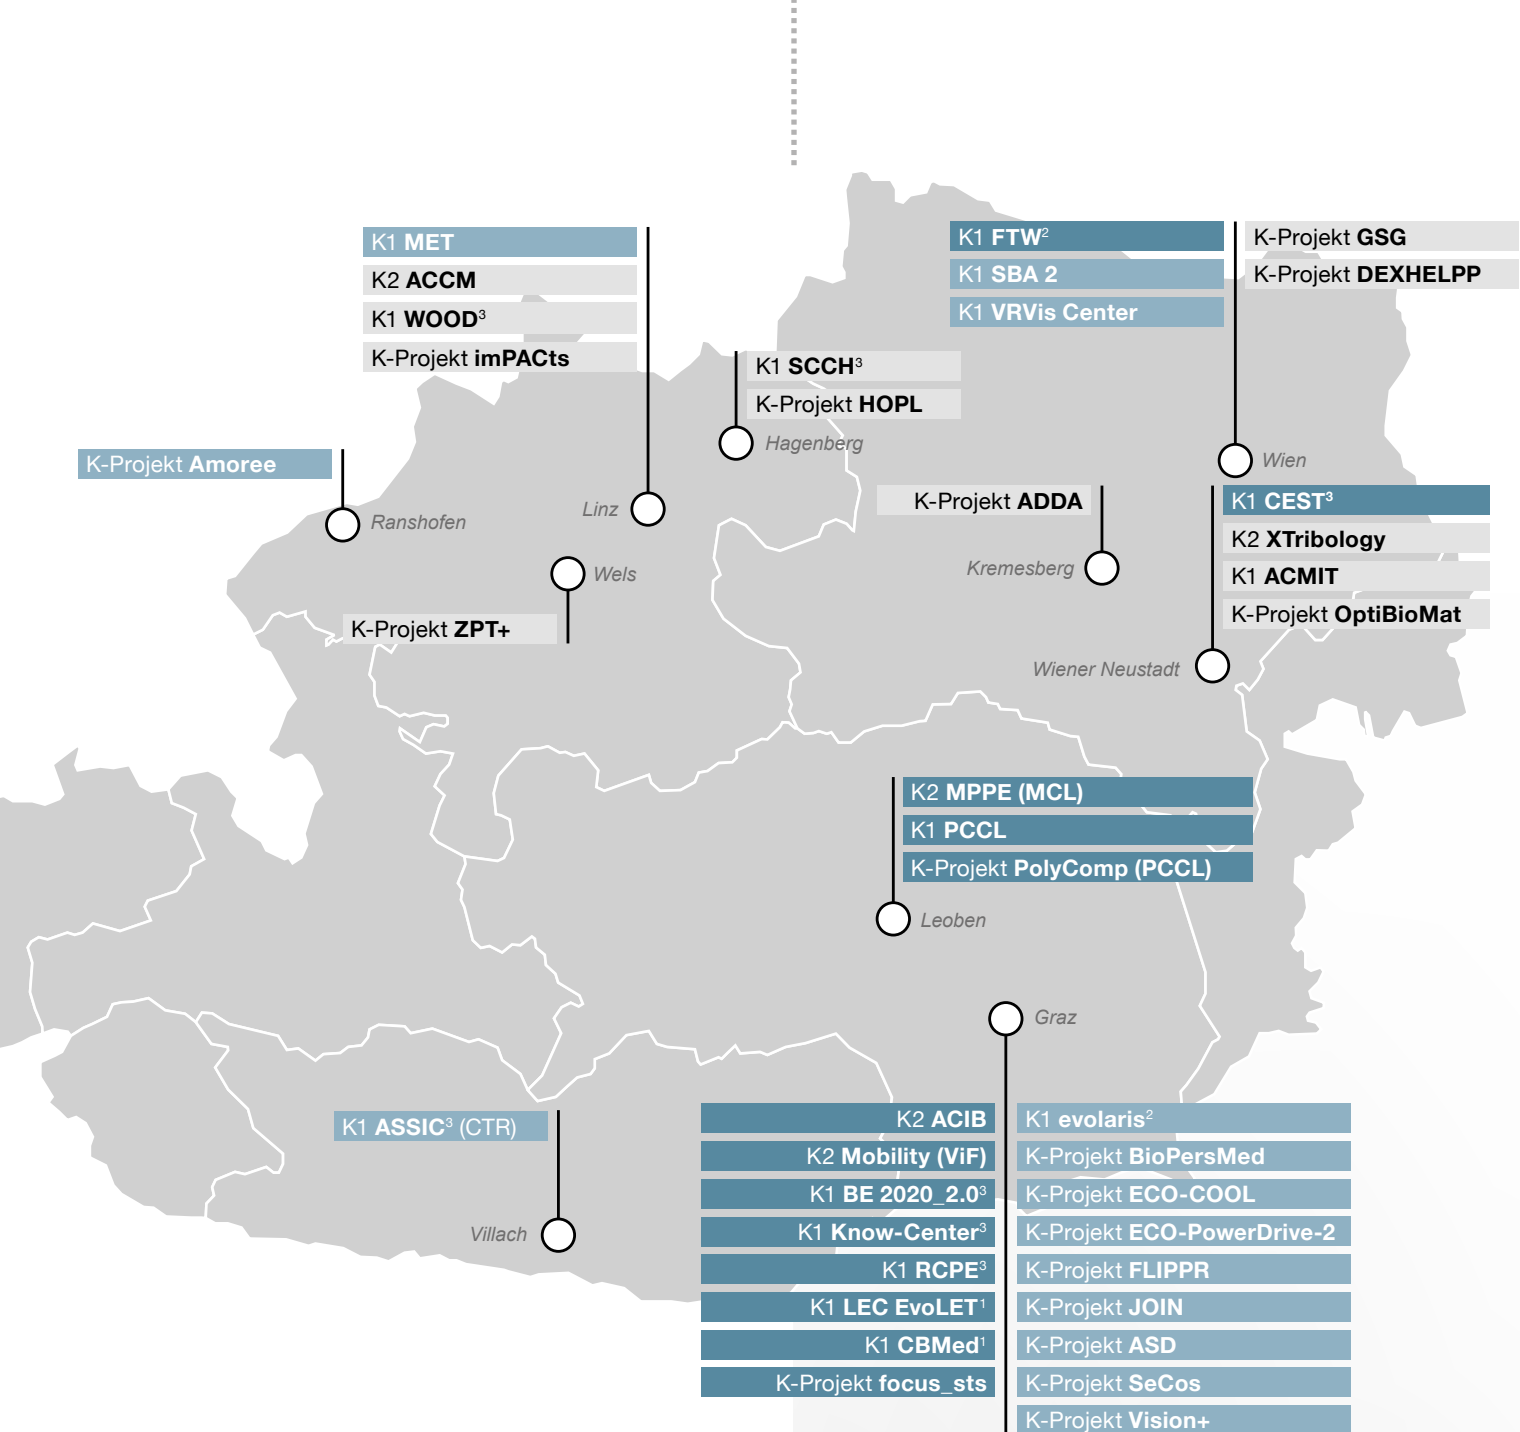 K1 MET
K2 ACCM
K1 WOOD³
K-Projekt imPACts
Linz
K1 FTW²
K1 SBA 2
K1 VRVis Center
K-Projekt GSG
K-Projekt DEXHELPP
Wien
K1 SCCH³
K-Projekt HOPL
Hagenberg
K-Projekt Amoree
Ranshofen
Wels
K-Projekt ZPT+
K-Projekt ADDA
Kremesberg
K1 CEST³
K2 XTribology
K1 ACMIT
K-Projekt OptiBioMat
Wiener Neustadt
K2 MPPE (MCL)
K1 PCCL
K-Projekt PolyComp (PCCL)
Leoben
Graz
K1 ASSIC³ (CTR)
Villach
K2 ACIB
K2 Mobility (ViF)
K1 BE 2020_2.0³
K1 Know-Center³
K1 RCPE³
K1 LEC EvoLET¹
K1 CBMed¹
K-Projekt focus_sts
K1 evolaris²
K-Projekt BioPersMed
K-Projekt ECO-COOL
K-Projekt ECO-PowerDrive-2
K-Projekt FLIPPR
K-Projekt JOIN
K-Projekt ASD
K-Projekt SeCos
K-Projekt Vision+